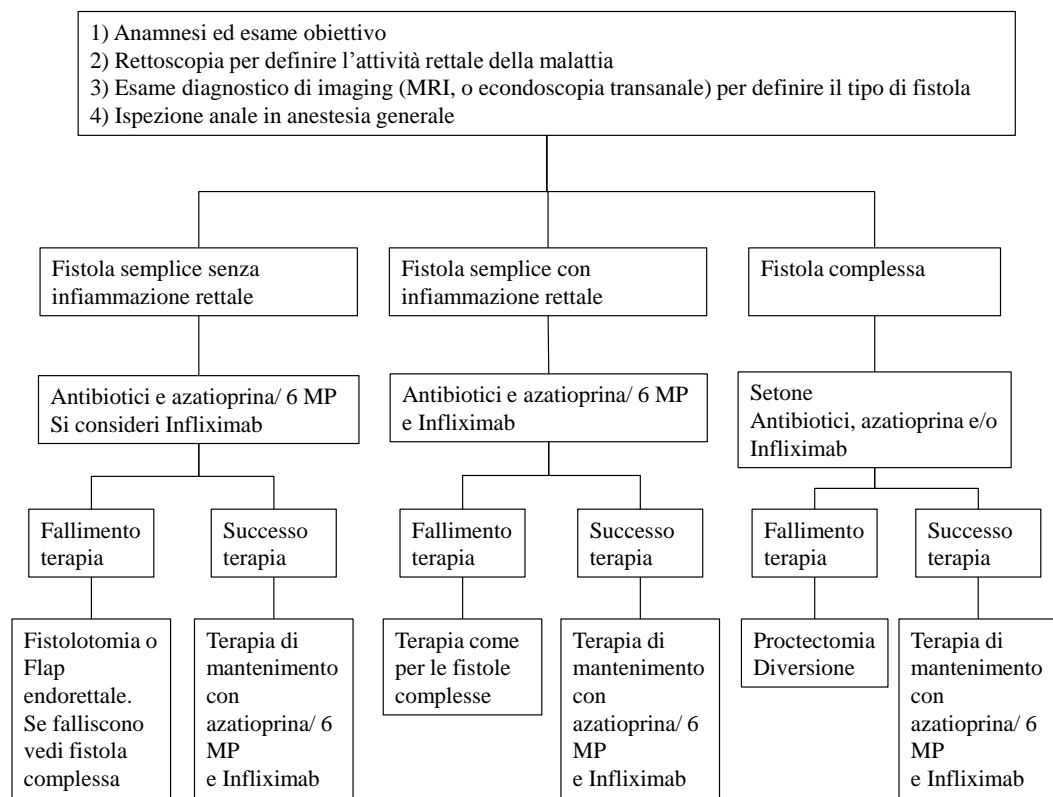 1) Anamnesi ed esame obiettivo
2) Rettoscopia per definire l’attività rettale della malattia
3) Esame diagnostico di imaging (MRI, o econdoscopia transanale) per definire il tipo di fistola
4) Ispezione anale in anestesia generale
Fistola semplice senza
infiammazione rettale
Fistola semplice con
infiammazione rettale
Fistola complessa
Antibiotici e azatioprina/ 6 MP
Si consideri Infliximab
Antibiotici e azatioprina/ 6 MP
e Infliximab
Setone
Antibiotici, azatioprina e/o
Infliximab
Fallimento
terapia
Successo
terapia
Fallimento
terapia
Successo
terapia
Fallimento
terapia
Successo
terapia
Fistolotomia o
Flap
endorettale.
Se falliscono
vedi fistola
complessa
Terapia di
mantenimento
con
azatioprina/ 6
MP
e Infliximab
Terapia come
per le fistole
complesse
Terapia di
mantenimento
con
azatioprina/ 6
MP
e Infliximab
Proctectomia
Diversione
Terapia di
mantenimento
con
azatioprina/ 6
MP
e Infliximab